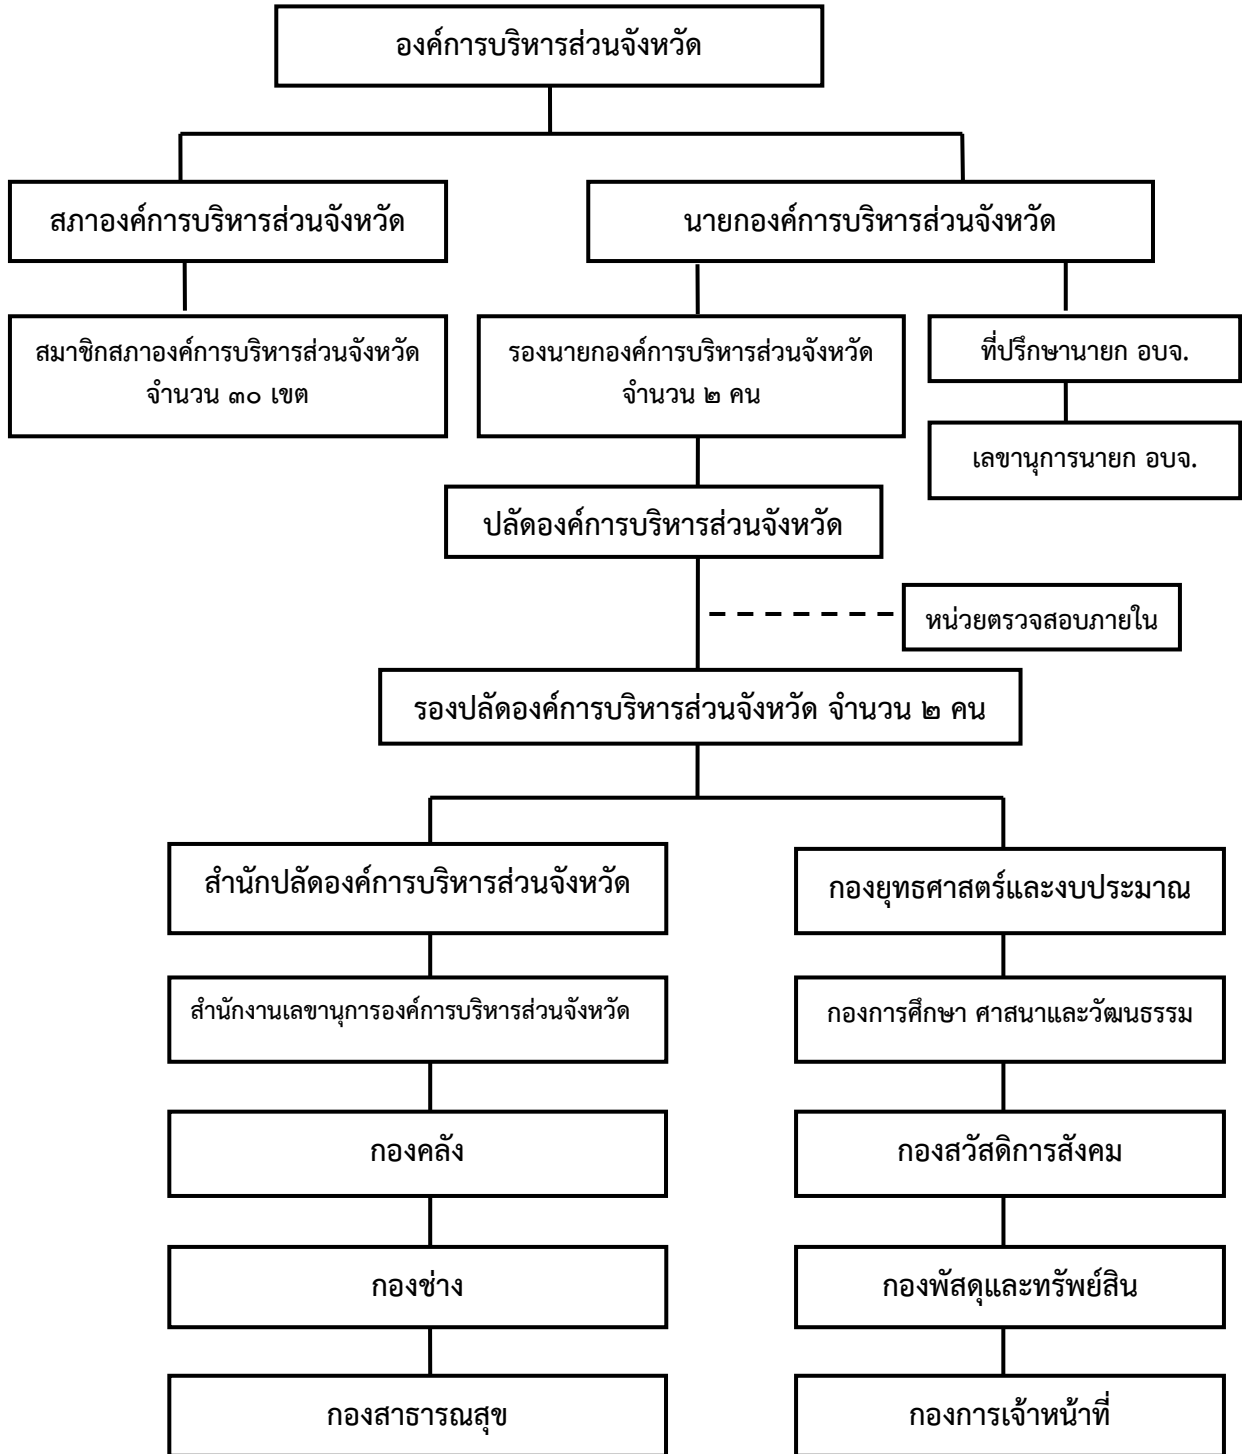 องค์การบริหารส่วนจังหวัด
สภาองค์การบริหารส่วนจังหวัด
นายกองค์การบริหารส่วนจังหวัด
สมาชิกสภาองค์การบริหารส่วนจังหวัด
จำนวน ๓๐ เขต
รองนายกองค์การบริหารส่วนจังหวัด
จำนวน ๒ คน
ที่ปรึกษานายก อบจ.
เลขานุการนายก อบจ.
ปลัดองค์การบริหารส่วนจังหวัด
หน่วยตรวจสอบภายใน
รองปลัดองค์การบริหารส่วนจังหวัด จำนวน ๒ คน
สำนักปลัดองค์การบริหารส่วนจังหวัด
กองยุทธศาสตร์และงบประมาณ
สำนักงานเลขานุการองค์การบริหารส่วนจังหวัด
กองการศึกษา ศาสนาและวัฒนธรรม
กองคลัง
กองสวัสดิการสังคม
กองช่าง
กองพัสดุและทรัพย์สิน
กองสาธารณสุข
กองการเจ้าหน้าที่